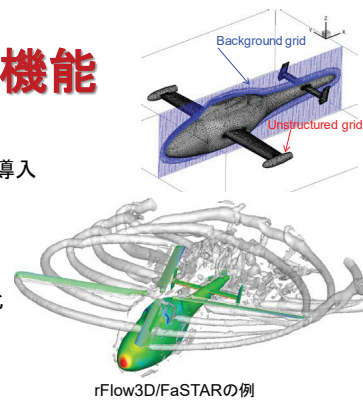 機能
Background grid
Unstructured grid
導入
rFlow3D/FaSTARの例